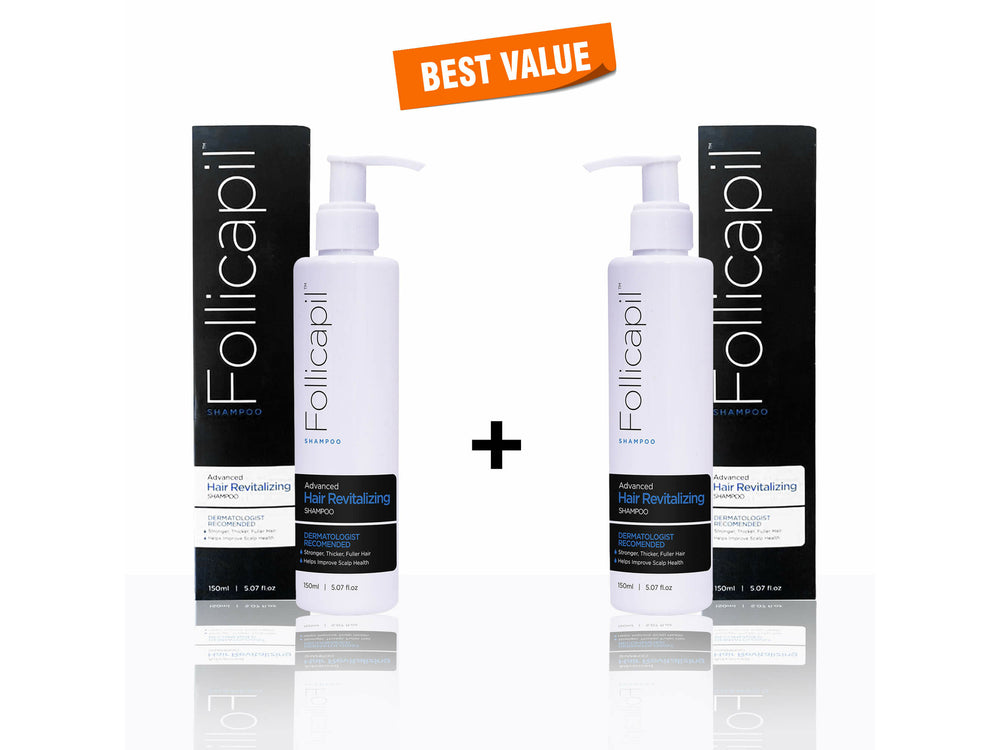 BEST VALUE
Follicapil™
SHAMPOO
Advanced
Hair Revitalizing
SHAMPOO
DERMATOLOGIST
RECOMENDED
Stronger, Thicker, Fuller Hair
Helps Improve Scalp Health
150ml | 5.07 fl.oz
Follicapil™
SHAMPOO
Advanced
Hair Revitalizing
SHAMPOO
DERMATOLOGIST
RECOMENDED
Stronger, Thicker, Fuller Hair
Helps Improve Scalp Health
150ml | 5.07 fl.oz
+
Follicapil™
SHAMPOO
Advanced
Hair Revitalizing
SHAMPOO
DERMATOLOGIST
RECOMENDED
Stronger, Thicker, Fuller Hair
Helps Improve Scalp Health
150ml | 5.07 fl.oz
Follicapil™
SHAMPOO
Advanced
Hair Revitalizing
SHAMPOO
DERMATOLOGIST
RECOMENDED
Stronger, Thicker, Fuller Hair
Helps Improve Scalp Health
150ml | 5.07 fl.oz